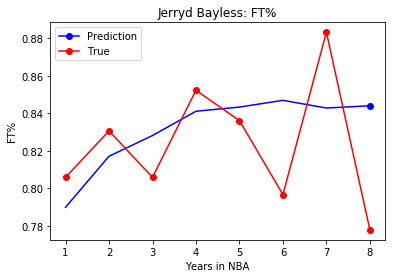 Jerryd Bayless: FT%
Prediction
True
FT%
0.88
0.86
0.84
0.82
0.80
0.78
1 2 3 4 5 6 7 8
Years in NBA